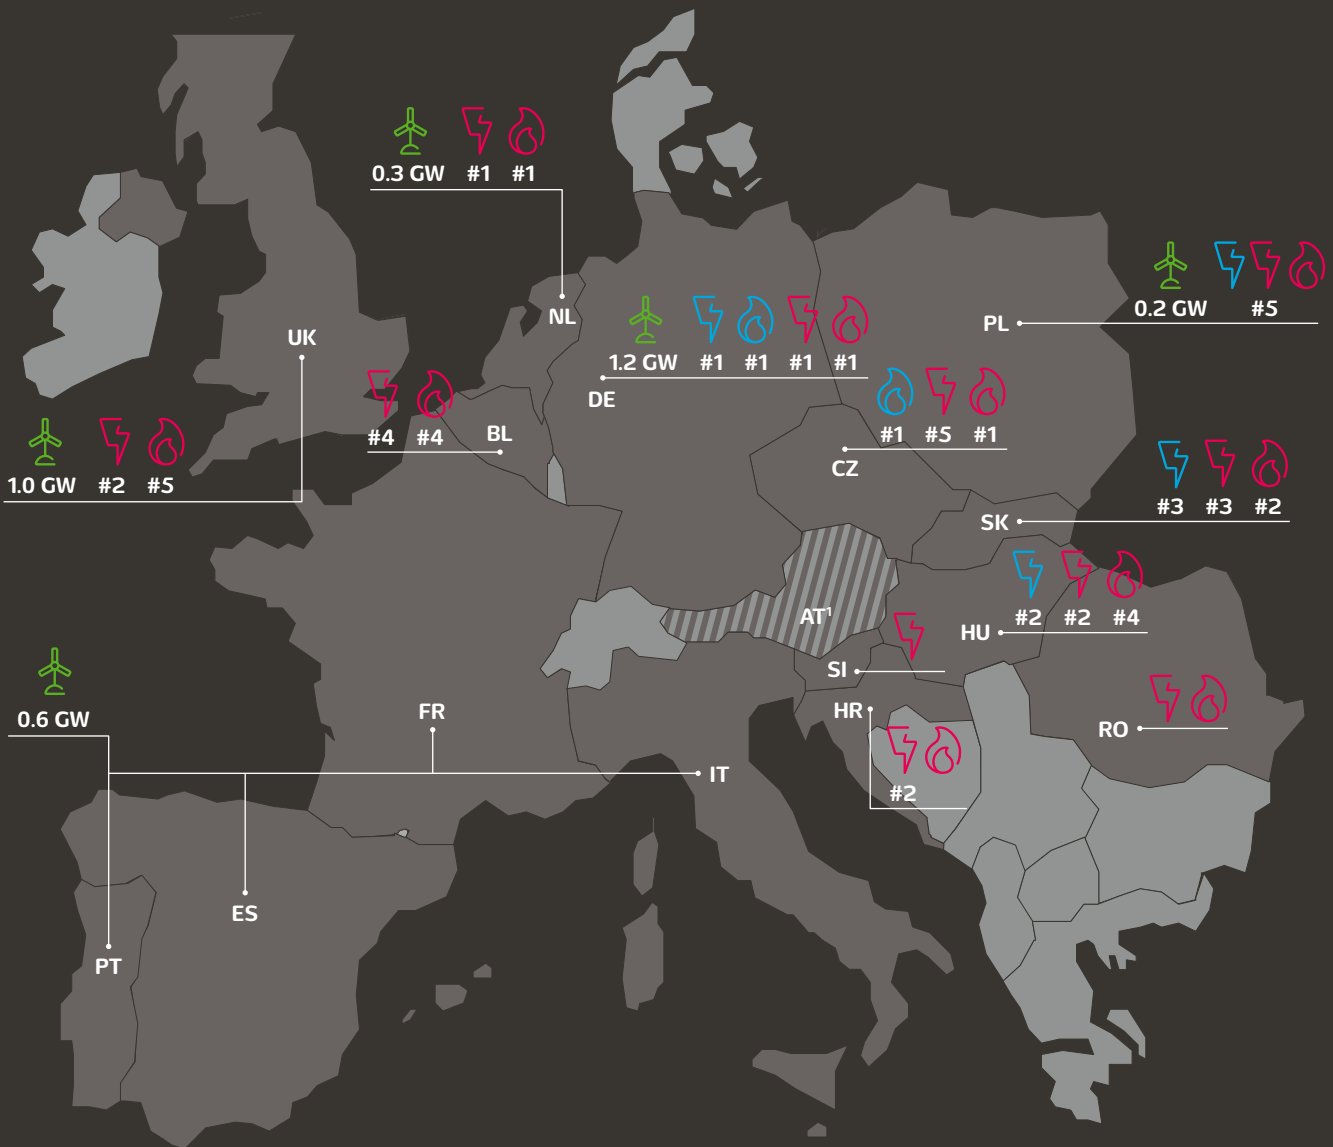 0.3 GW #1 #1
NL
0.2 GW #5
PL
UK
1.2 GW #1 #1 #1 #1
DE
#4 #4
BL
#1 #5 #1
CZ
1.0 GW #2 #5
#3 #3 #2
SK
AT¹
#2 #2 #4
HU
SI
HR
#2
RO
0.6 GW
FR
IT
ES
PT